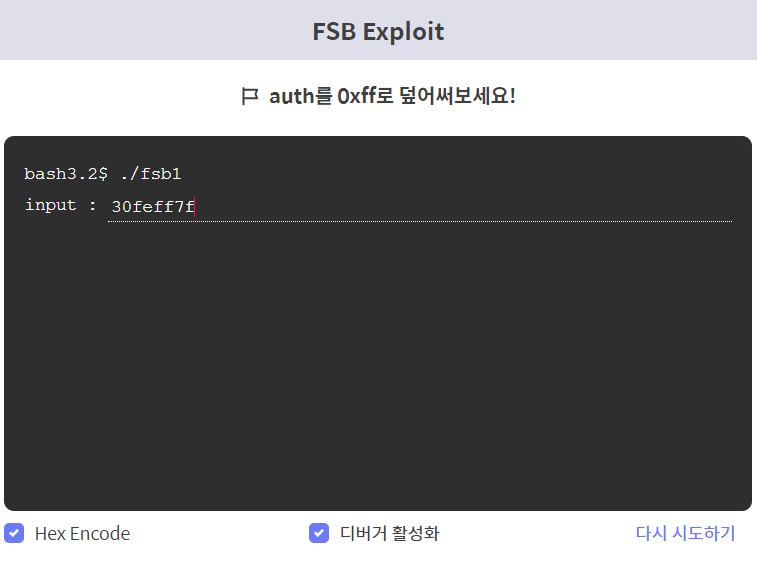 FSB Exploit
auth를 0xff로 덮어써보세요!
bash3.2$ ./fsb1
input : 30feff7f
Hex Encode
디버거 활성화
다시 시도하기